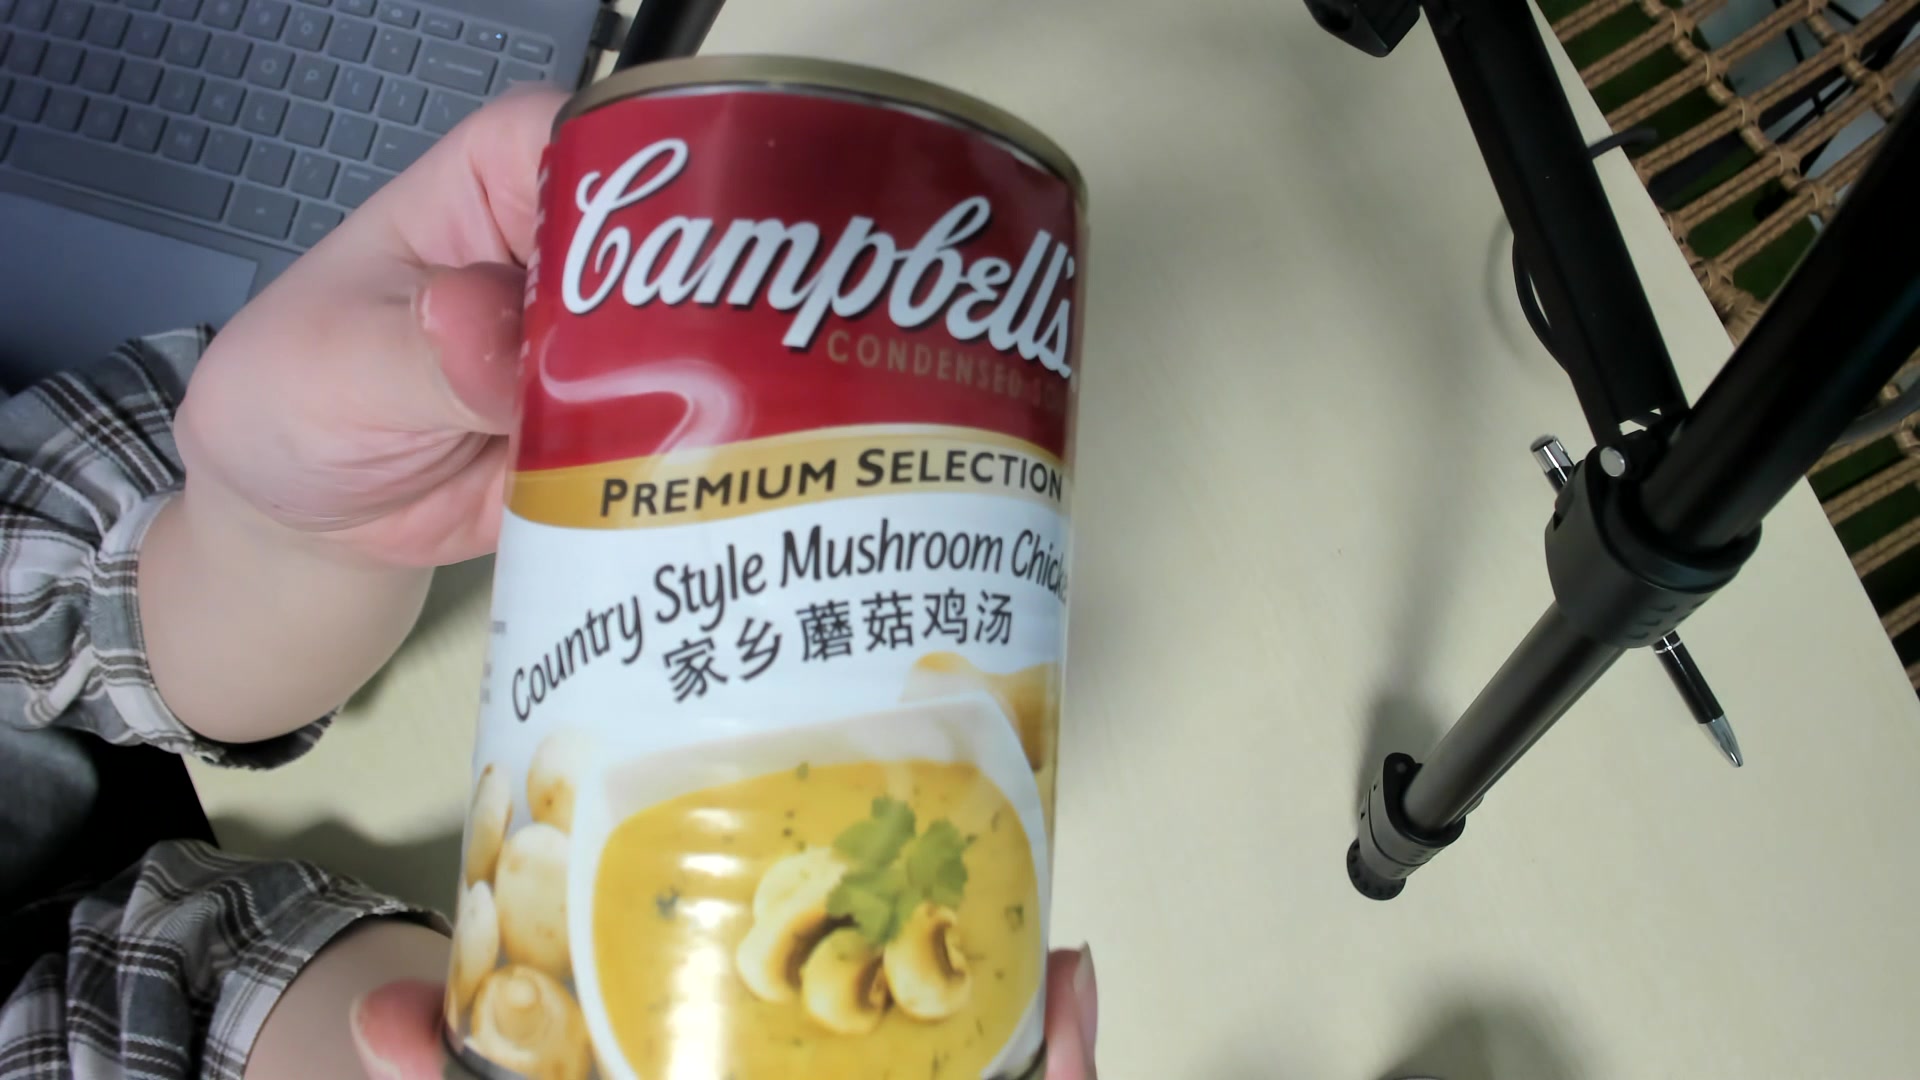 Campbell's
CONDENSED
PREMIUM SELECTION
Country Style Mushroom
家乡蘑菇鸡汤